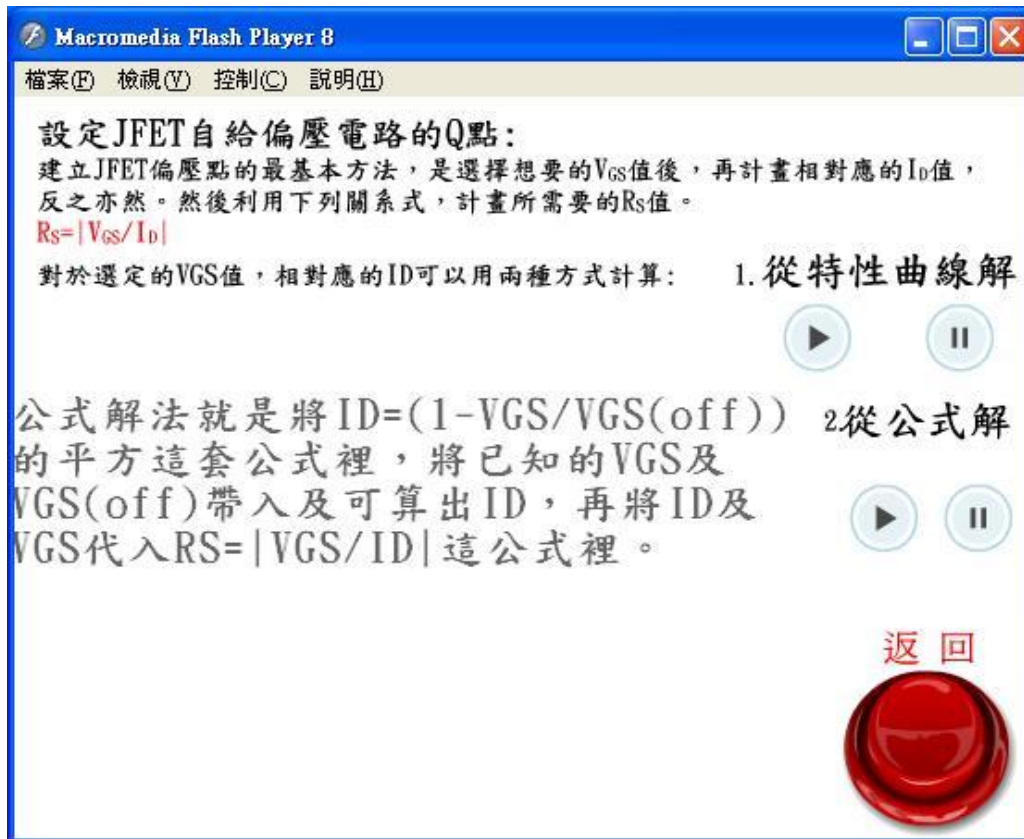 Macromedia Flash Player 8
檔案(F) 檢視(V) 控制(C) 說明(H)
設定JFET自給偏壓電路的Q點:
建立JFET偏壓點的最基本方法，是選擇想要的VGS值後，再計畫相對應的ID值，
反之亦然。然後利用下列關系式，計畫所需要的RS值。
RS=|VGS/ID|
對於選定的VGS值，相對應的ID可以用兩種方式計算:
1.從特性曲線解
公式解法就是將ID=(1-VGS/VGS(off))
的平方這套公式裡，將已知的VGS及
VGS(off)帶入及可算出ID，再將ID及
VGS代入RS=|VGS/ID|這公式裡。
2.從公式解
返回